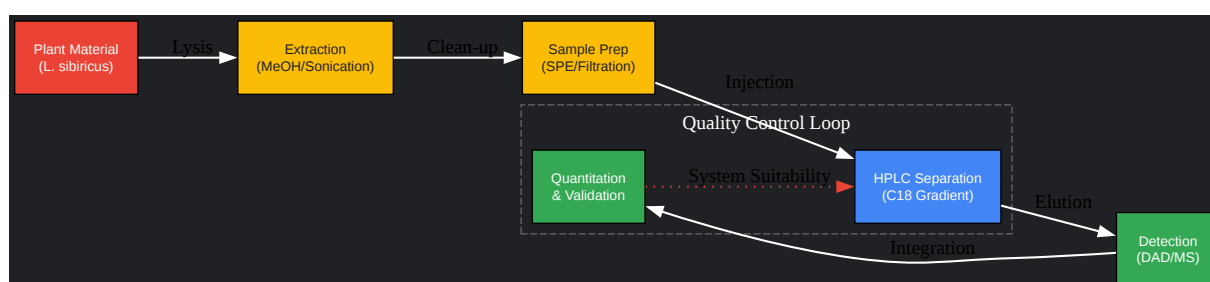 Plant Material
(L. sibiricus)
Lysis
Extraction
(MeOH/Sonication)
Clean-up
Sample Prep
(SPE/Filtration)
Injection
Quality Control Loop
Quantitation
& Validation
System Suitability
HPLC Separation
(C18 Gradient)
Elution
Integration
Detection
(DAD/MS)